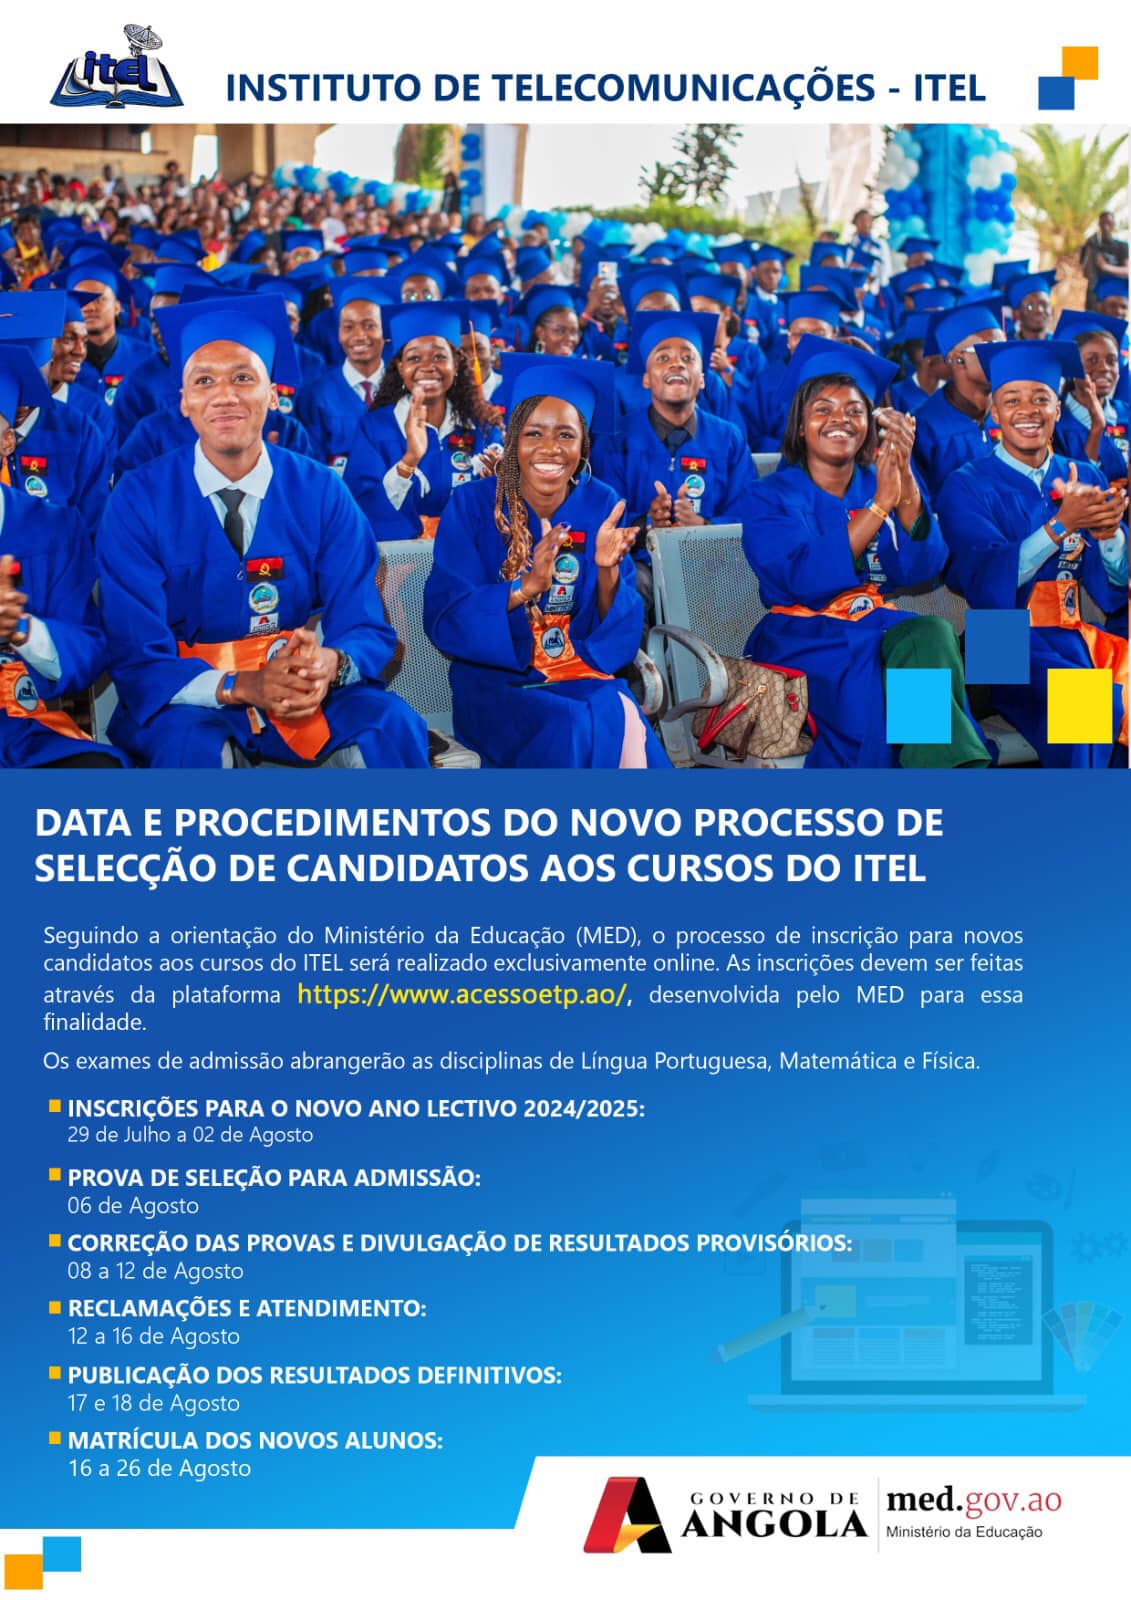 itel
INSTITUTO DE TELECOMUNICAÇÕES - ITEL
DATA E PROCEDIMENTOS DO NOVO PROCESSO DE
SELECÇÃO DE CANDIDATOS AOS CURSOS DO ITEL
Seguindo a orientação do Ministério da Educação (MED), o processo de inscrição para novos
candidatos aos cursos do ITEL será realizado exclusivamente online. As inscrições devem ser feitas
através da plataforma https://www.acessoetp.ao/, desenvolvida pelo MED para essa
finalidade.
Os exames de admissão abrangerão as disciplinas de Língua Portuguesa, Matemática e Física.
INSCRIÇÕES PARA O NOVO ANO LECTIVO 2024/2025:
29 de Julho a 02 de Agosto
PROVA DE SELEÇÃO PARA ADMISSÃO:
06 de Agosto
CORREÇÃO DAS PROVAS E DIVULGAÇÃO DE RESULTADOS PROVISÓRIOS:
08 a 12 de Agosto
RECLAMAÇÕES E ATENDIMENTO:
12 a 16 de Agosto
PUBLICAÇÃO DOS RESULTADOS DEFINITIVOS:
17 e 18 de Agosto
MATRÍCULA DOS NOVOS ALUNOS:
16 a 26 de Agosto
GOVERNO DE
ANGOLA
med.gov.ao
Ministério da Educação